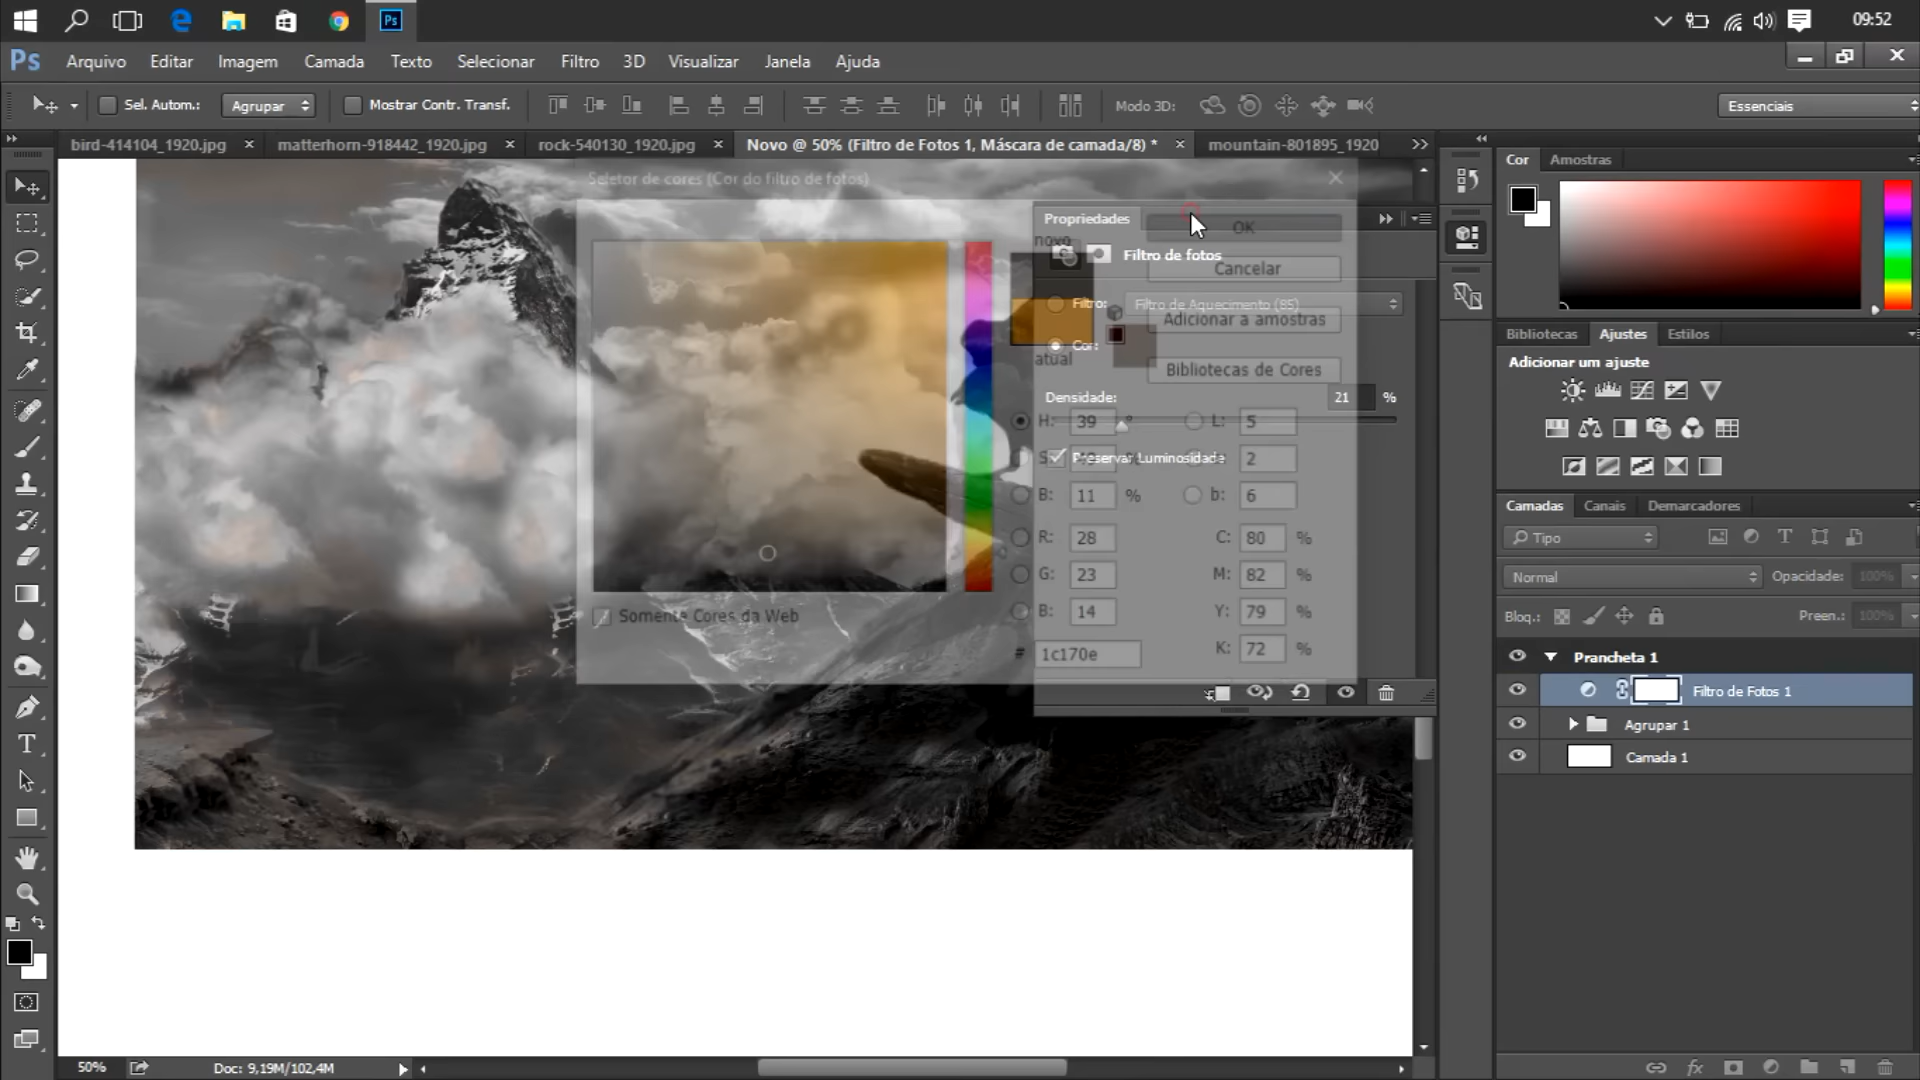 09:52
Ps
Ps Arquivo Editar Imagem Camada Texto Selecionar Filtro 3D Visualizar Janela Ajuda
Sel. Autom.: Agrupar Mostrar Contr. Transf. Modo 3D: Essenciais
bird-414104_1920.jpg × matterhorn-918442_1920.jpg × rock-540130_1920.jpg × Novo @ 50% (Filtro de Fotos 1, Máscara de camada/8) * × mountain-801895_1920
Cor Amostras
Seletor de cores (Cor do filtro de fotos)
Propriedades
OK
novo
Filtro de fotos
Cancelar
Filtro: Filtro de Aquecimento (85)
Adicionar a amostras
Cor:
atual
Bibliotecas de Cores
Densidade: 21 %
H: 39 ° L: 5
S: % Preservar Luminosidade 2
B: 11 % b: 6
R: 28 C: 80 %
G: 23 M: 82 %
B: 14 Y: 79 %
Somente Cores da Web
# 1c170e K: 72 %
Bibliotecas Ajustes Estilos
Adicionar um ajuste
Camadas Canais Demarcadores
Tipo
Normal Opacidade: 100%
Bloq.: Preen.: 100%
Prancheta 1
Filtro de Fotos 1
Agrupar 1
Camada 1
T
50% Doc: 9,19M/102,4M
fx